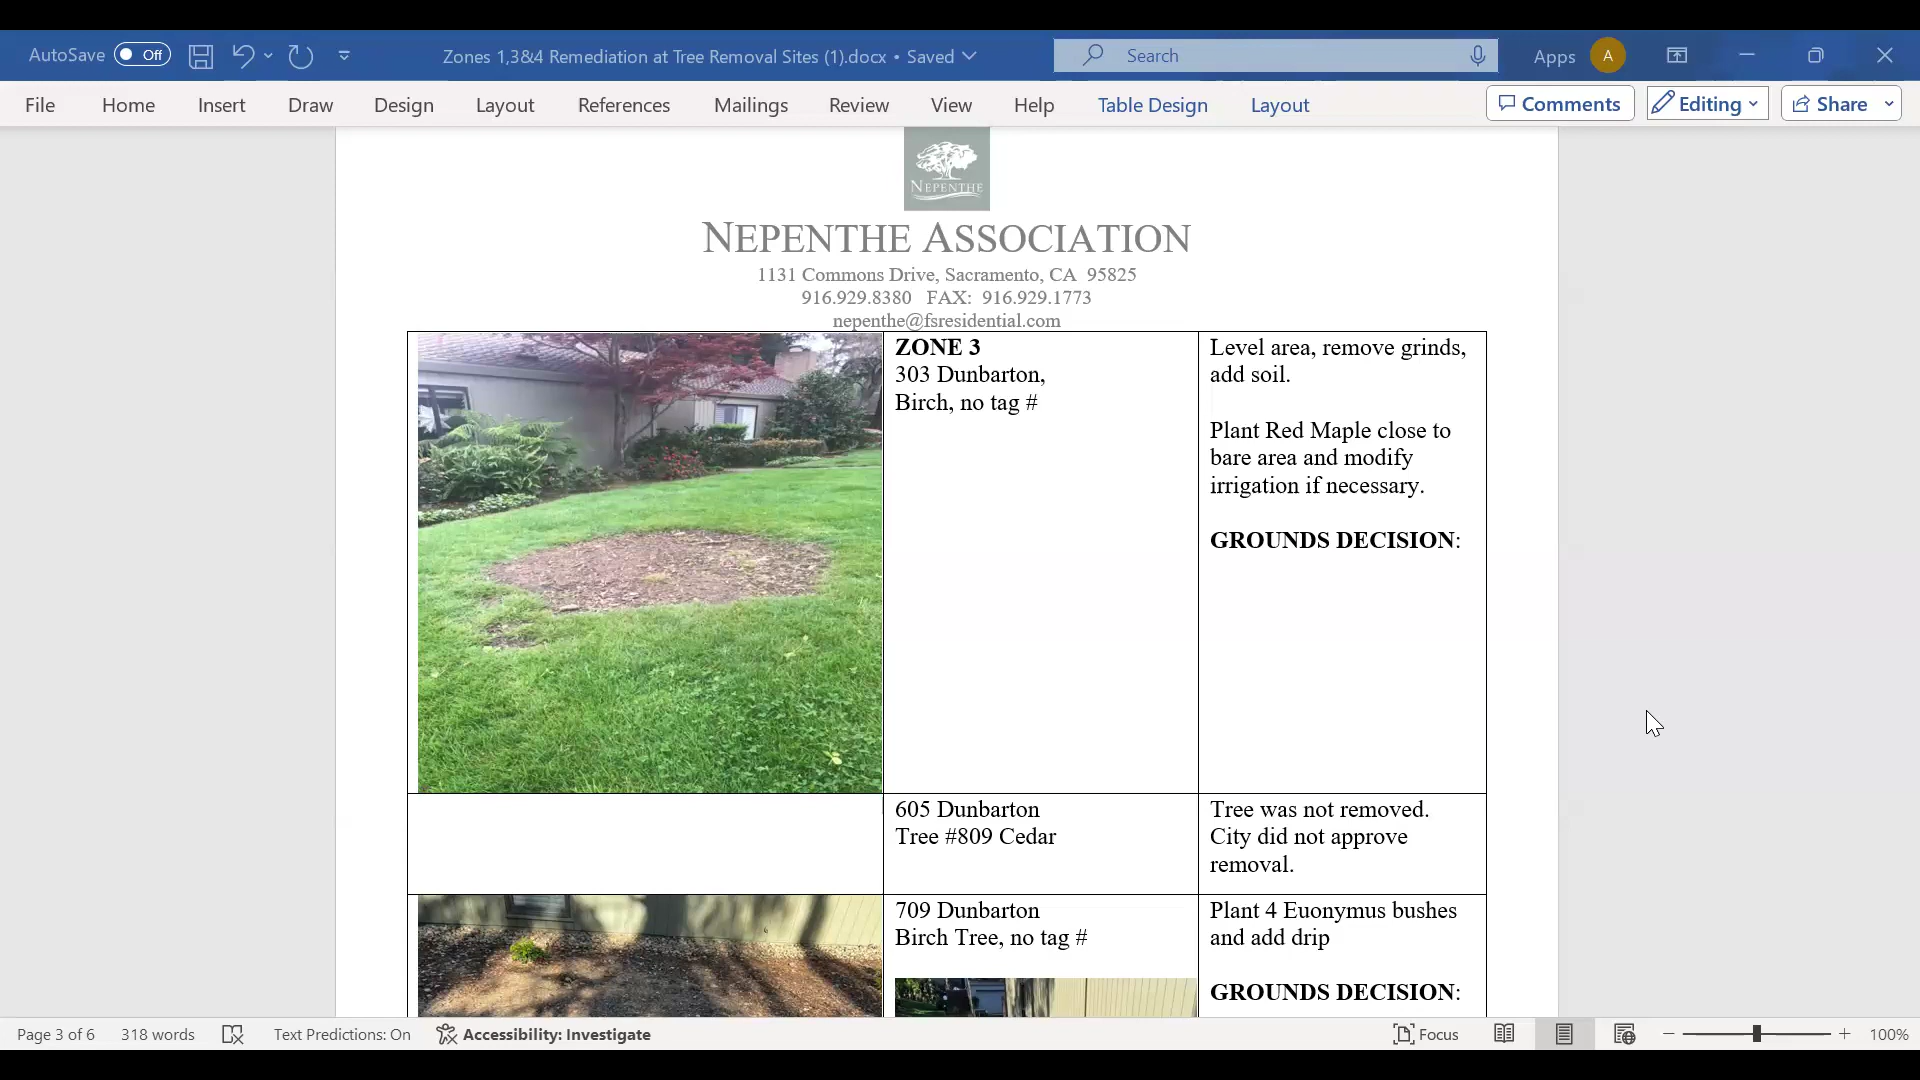 AutoSave Off
Zones 1,3&4 Remediation at Tree Removal Sites (1).docx • Saved
Search
Apps A
File Home Insert Draw Design Layout References Mailings Review View Help Table Design Layout
Comments Editing Share
NEPENTHE
NEPENTHE ASSOCIATION
1131 Commons Drive, Sacramento, CA 95825
916.929.8380 FAX: 916.929.1773
nepenthe@fsresidential.com
ZONE 3
303 Dunbarton,
Birch, no tag #
Level area, remove grinds,
add soil.
Plant Red Maple close to
bare area and modify
irrigation if necessary.
GROUNDS DECISION:
605 Dunbarton
Tree #809 Cedar
Tree was not removed.
City did not approve
removal.
709 Dunbarton
Birch Tree, no tag #
Plant 4 Euonymus bushes
and add drip
GROUNDS DECISION:
Page 3 of 6 318 words Text Predictions: On Accessibility: Investigate Focus 100%